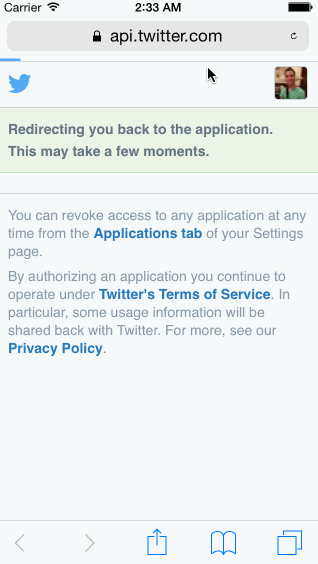 Carrier 2:33 AM
api.twitter.com
Redirecting you back to the application.
This may take a few moments.
You can revoke access to any application at any
time from the Applications tab of your Settings
page.
By authorizing an application you continue to
operate under Twitter's Terms of Service. In
particular, some usage information will be
shared back with Twitter. For more, see our
Privacy Policy.